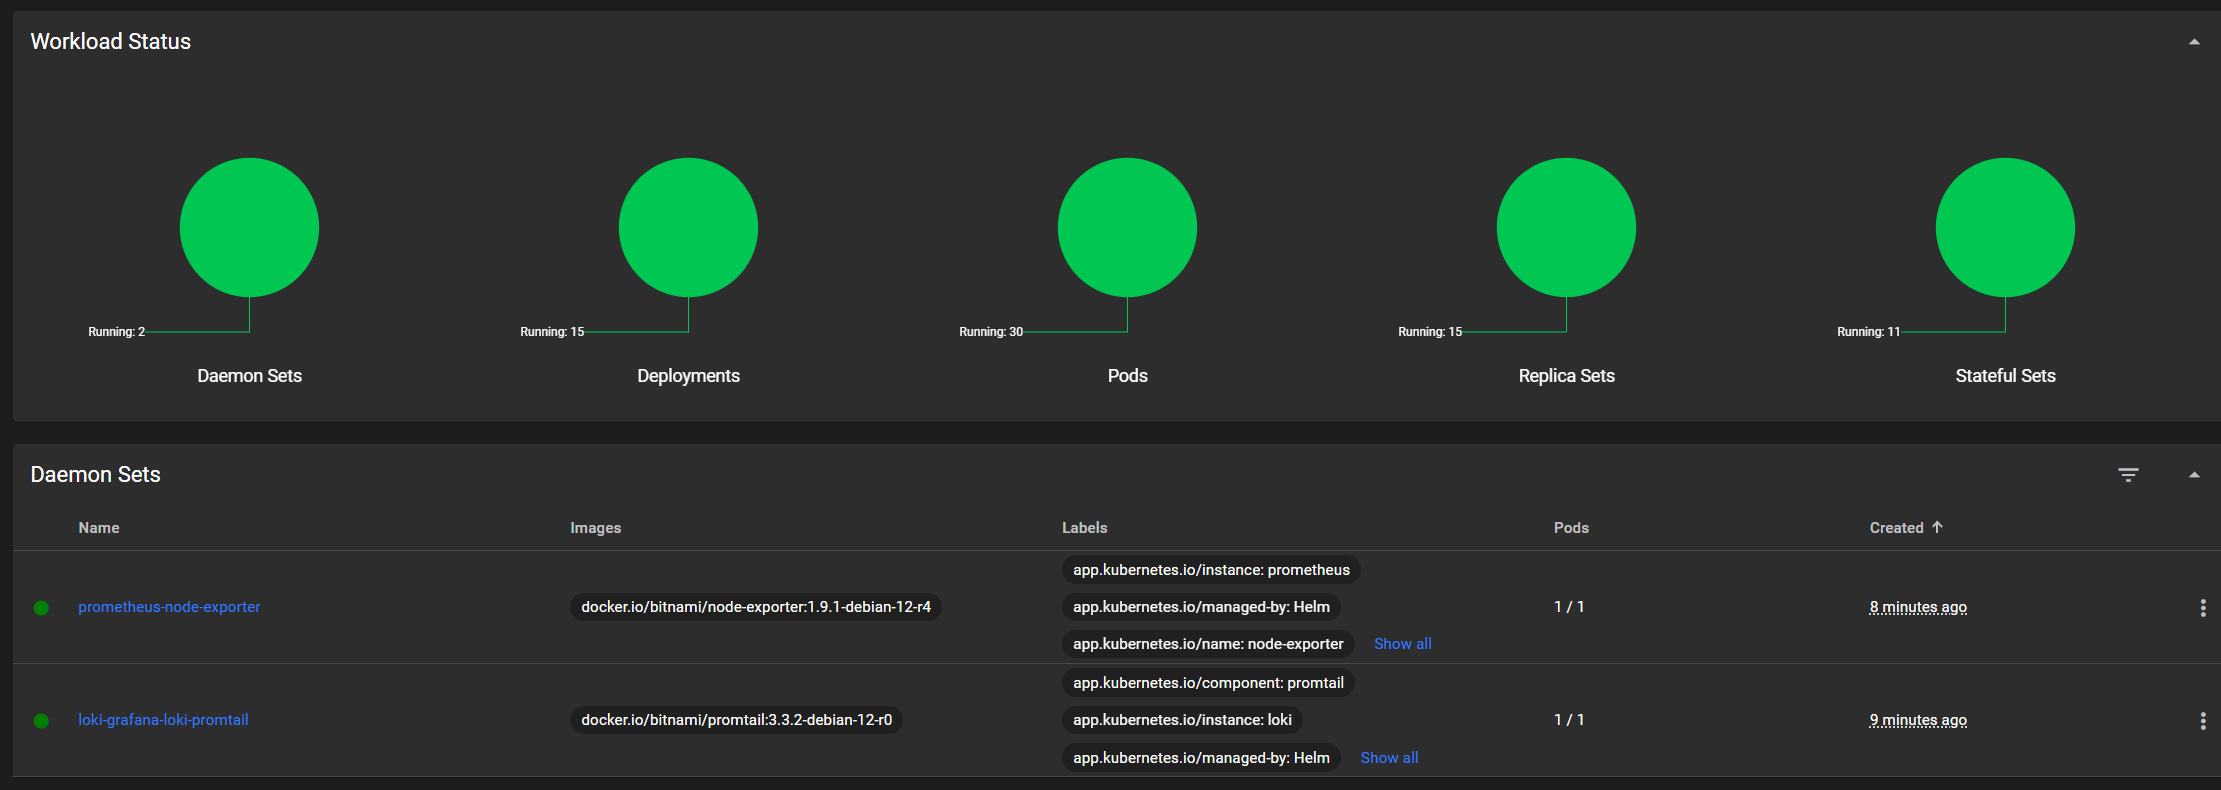 Workload Status
Running: 2
Running: 15
Running: 30
Running: 15
Running: 11
Daemon Sets
Deployments
Pods
Replica Sets
Stateful Sets
Daemon Sets
Name Images Labels Pods Created
app.kubernetes.io/instance: prometheus
prometheus-node-exporter docker.io/bitnami/node-exporter:1.9.1-debian-12-r4 app.kubernetes.io/managed-by: Helm 1 / 1 8 minutes ago
app.kubernetes.io/name: node-exporter Show all
app.kubernetes.io/component: promtail
loki-grafana-loki-promtail docker.io/bitnami/promtail:3.3.2-debian-12-r0 app.kubernetes.io/instance: loki 1 / 1 9 minutes ago
app.kubernetes.io/managed-by: Helm Show all